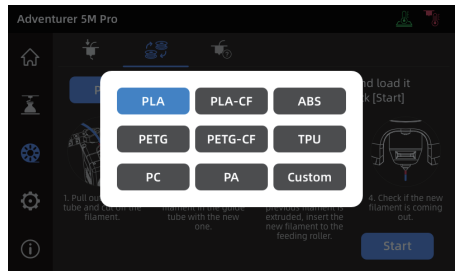 Adventurer 5M Pro
P
nd load it
k [Start]
PLA
PLA-CF
ABS
PETG
PETG-CF
TPU
PC
PA
Custom
1. Pull ou
tube and cut off the
filament.
filament in the guide
tube with the new
one.
previous filament is
extruded, insert the
new filament to the
feeding roller.
4. Check if the new
filament is coming
out.
Start